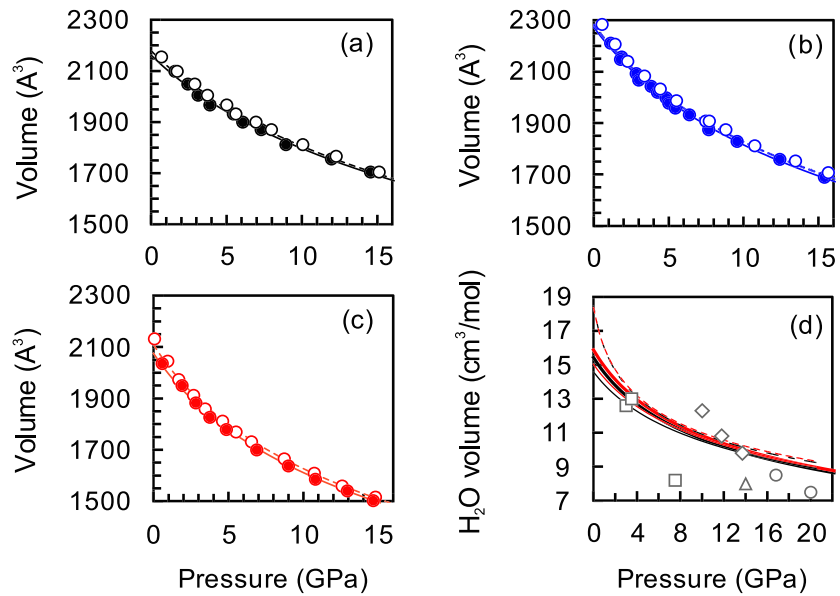 (a)
2300
2100
1900
1700
1500
Volume (A³)
0 5 10 15
(b)
2300
2100
1900
1700
1500
Volume (A³)
0 5 10 15
(c)
2300
2100
1900
1700
1500
Volume (A³)
0 5 10 15
Pressure (GPa)
(d)
19
17
15
13
11
9
7
H₂O volume (cm³/mol)
0 4 8 12 16 20
Pressure (GPa)